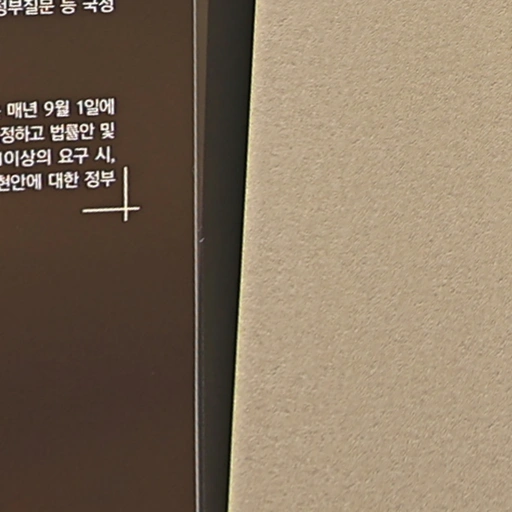 정부질문 등 국정
매년 9월 1일에
정하고 법률안 및
이상의 요구 시,
현안에 대한 정부